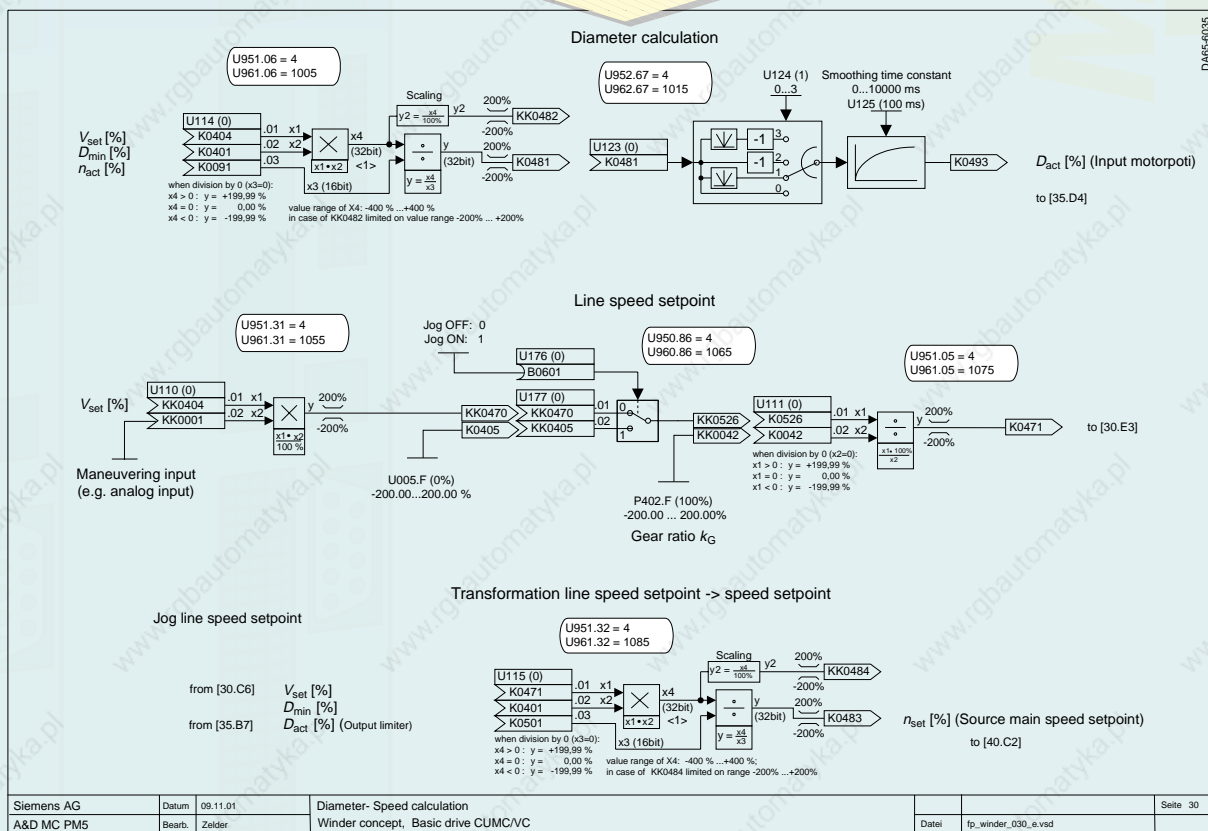 DA65-6035
Diameter calculation
U951.06 = 4
U961.06 = 1005
U952.67 = 4
U962.67 = 1015
U124 (1)
0...3
Smoothing time constant
0...10000 ms
U125 (100 ms)
Scaling
y2 = x4
100%
y2
200%
-200%
KK0482
Vset [%]
Dmin [%]
nact [%]
U114 (0)
K0404
K0401
K0091
.01 x1
.02 x2
.03
x1•x2
x4
(32bit)
<1>
x3 (16bit)
y = x4
x3
y
(32bit)
200%
-200%
K0481
when division by 0 (x3=0):
x4 > 0 : y = +199,99 %
x4 = 0 : y = 0,00 %
x4 < 0 : y = -199,99 %
value range of X4: -400 % ...+400 %
in case of KK0482 limited on value range -200% ... +200%
U123 (0)
K0481
-1
-1
3
2
1
0
K0493
Dact [%] (Input motorpoti)
to [35.D4]
Line speed setpoint
U951.31 = 4
U961.31 = 1055
Jog OFF: 0
Jog ON: 1
U176 (0)
B0601
U950.86 = 4
U960.86 = 1065
U951.05 = 4
U961.05 = 1075
Vset [%]
U110 (0)
KK0404
KK0001
.01 x1
.02 x2
x1• x2
100 %
y
200%
-200%
KK0470
K0405
U177 (0)
KK0470
KK0405
.01
.02
0
1
KK0526
KK0042
U111 (0)
K0526
K0042
.01 x1
.02 x2
x1• 100%
x2
y
200%
-200%
K0471
to [30.E3]
Maneuvering input
(e.g. analog input)
U005.F (0%)
-200.00...200.00 %
when division by 0 (x2=0):
x1 > 0 : y = +199,99 %
x1 = 0 : y = 0,00 %
x1 < 0 : y = -199,99 %
P402.F (100%)
-200.00 ... 200.00%
Gear ratio kG
Transformation line speed setpoint -> speed setpoint
Jog line speed setpoint
U951.32 = 4
U961.32 = 1085
Scaling
y2 = x4
100%
y2
200%
-200%
KK0484
from [30.C6]
Vset [%]
Dmin [%]
from [35.B7]
Dact [%] (Output limiter)
U115 (0)
K0471
K0401
K0501
.01 x1
.02 x2
.03
x1•x2
x4
(32bit)
<1>
x3 (16bit)
y = x4
x3
y
(32bit)
200%
-200%
K0483
nset [%] (Source main speed setpoint)
to [40.C2]
when division by 0 (x3=0):
x4 > 0 : y = +199,99 %
x4 = 0 : y = 0,00 %
x4 < 0 : y = -199,99 %
value range of X4: -400 % ...+400 %;
in case of KK0484 limited on range -200% ...+200%
Siemens AG
Datum 09.11.01
Diameter- Speed calculation
Seite 30
A&D MC PM5
Bearb. Zelder
Winder concept, Basic drive CUMC/VC
Datei fp_winder_030_e.vsd
www.rgbautomatyka.pl